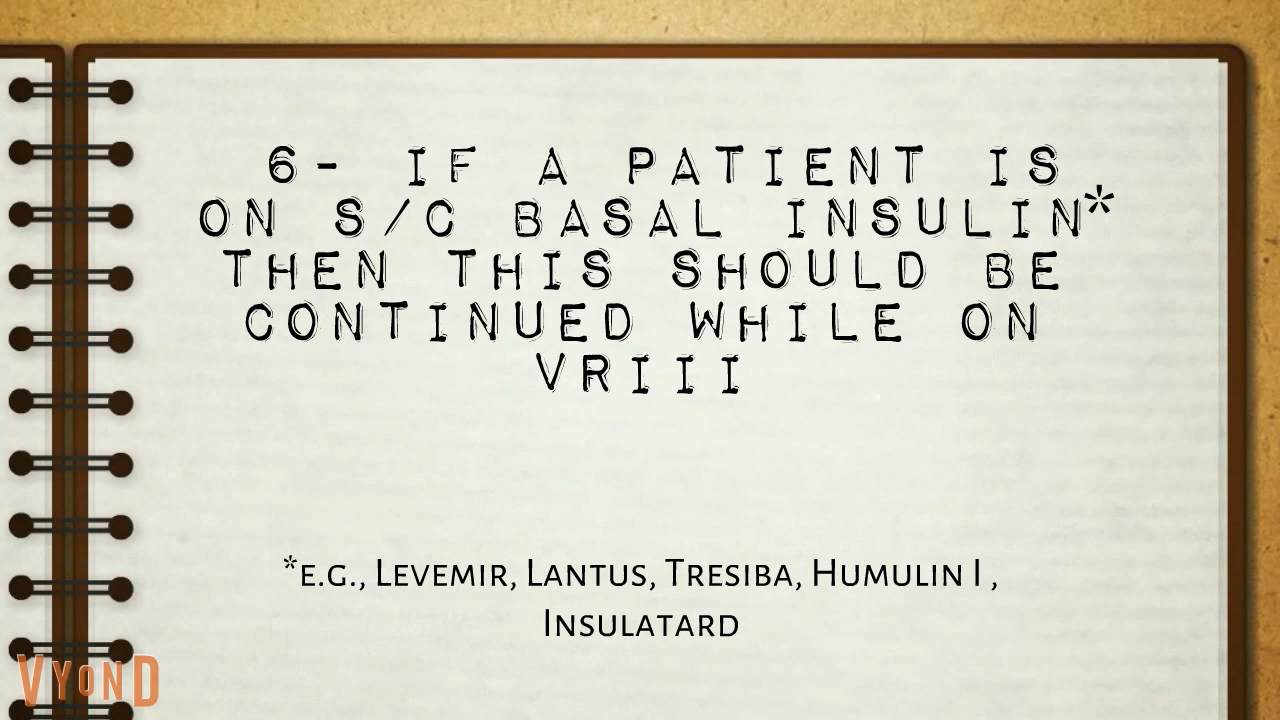 6- IF A PATIENT IS
ON S/C BASAL INSULIN*
THEN THIS SHOULD BE
CONTINUED WHILE ON
VRIII
*E.G., LEVEMIR, LANTUS, TRESIBA, HUMULIN I ,
INSULATARD
VYOND